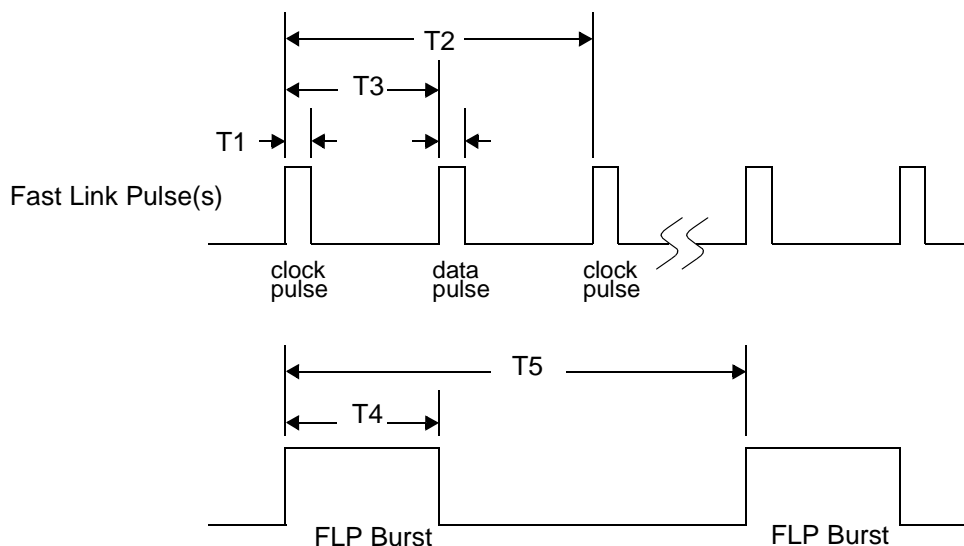 T2
T3
T1
Fast Link Pulse(s)
clock
pulse
data
pulse
clock
pulse
T5
T4
FLP Burst
FLP Burst